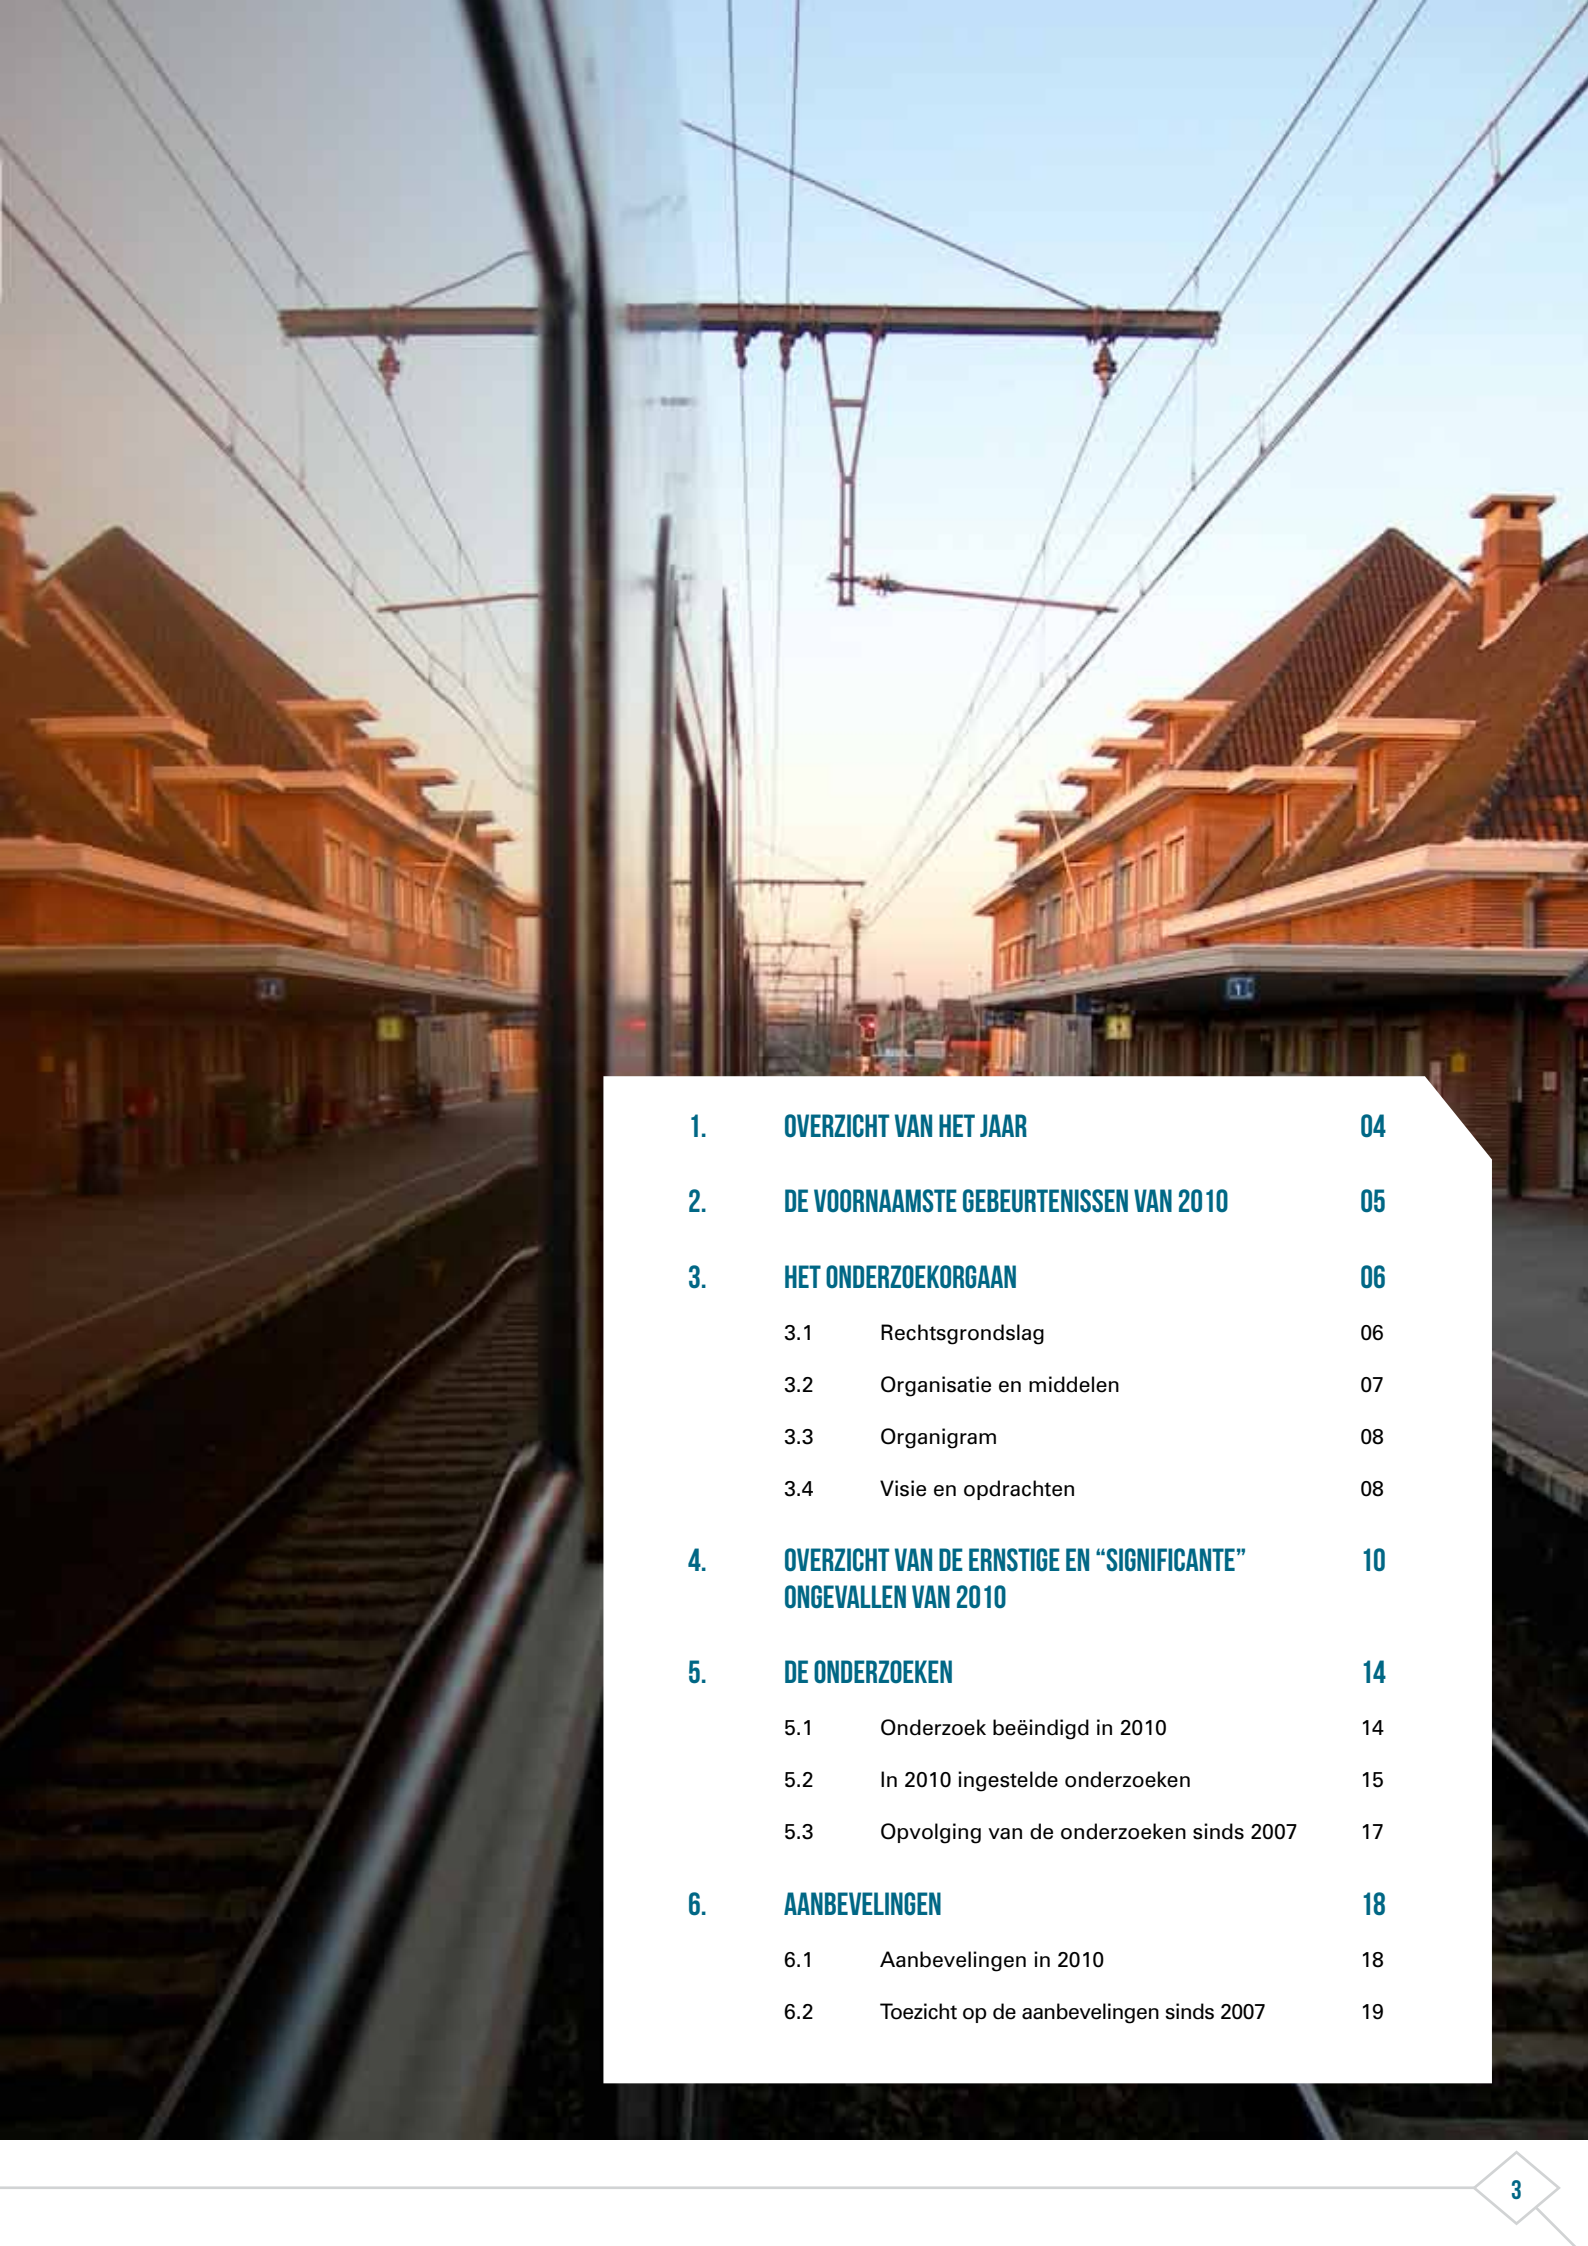 1. OVERZICHT VAN HET JAAR 04
2. DE VOORNAAMSTE GEBEURTENISSEN VAN 2010 05
3. HET ONDERZOEKORGAAN 06
3.1 Rechtsgrondslag 06
3.2 Organisatie en middelen 07
3.3 Organigram 08
3.4 Visie en opdrachten 08
4. OVERZICHT VAN DE ERNSTIGE EN “SIGNIFICANTE” 10
ONGEVALLEN VAN 2010
5. DE ONDERZOEKEN 14
5.1 Onderzoek beëindigd in 2010 14
5.2 In 2010 ingestelde onderzoeken 15
5.3 Opvolging van de onderzoeken sinds 2007 17
6. AANBEVELINGEN 18
6.1 Aanbevelingen in 2010 18
6.2 Toezicht op de aanbevelingen sinds 2007 19
3